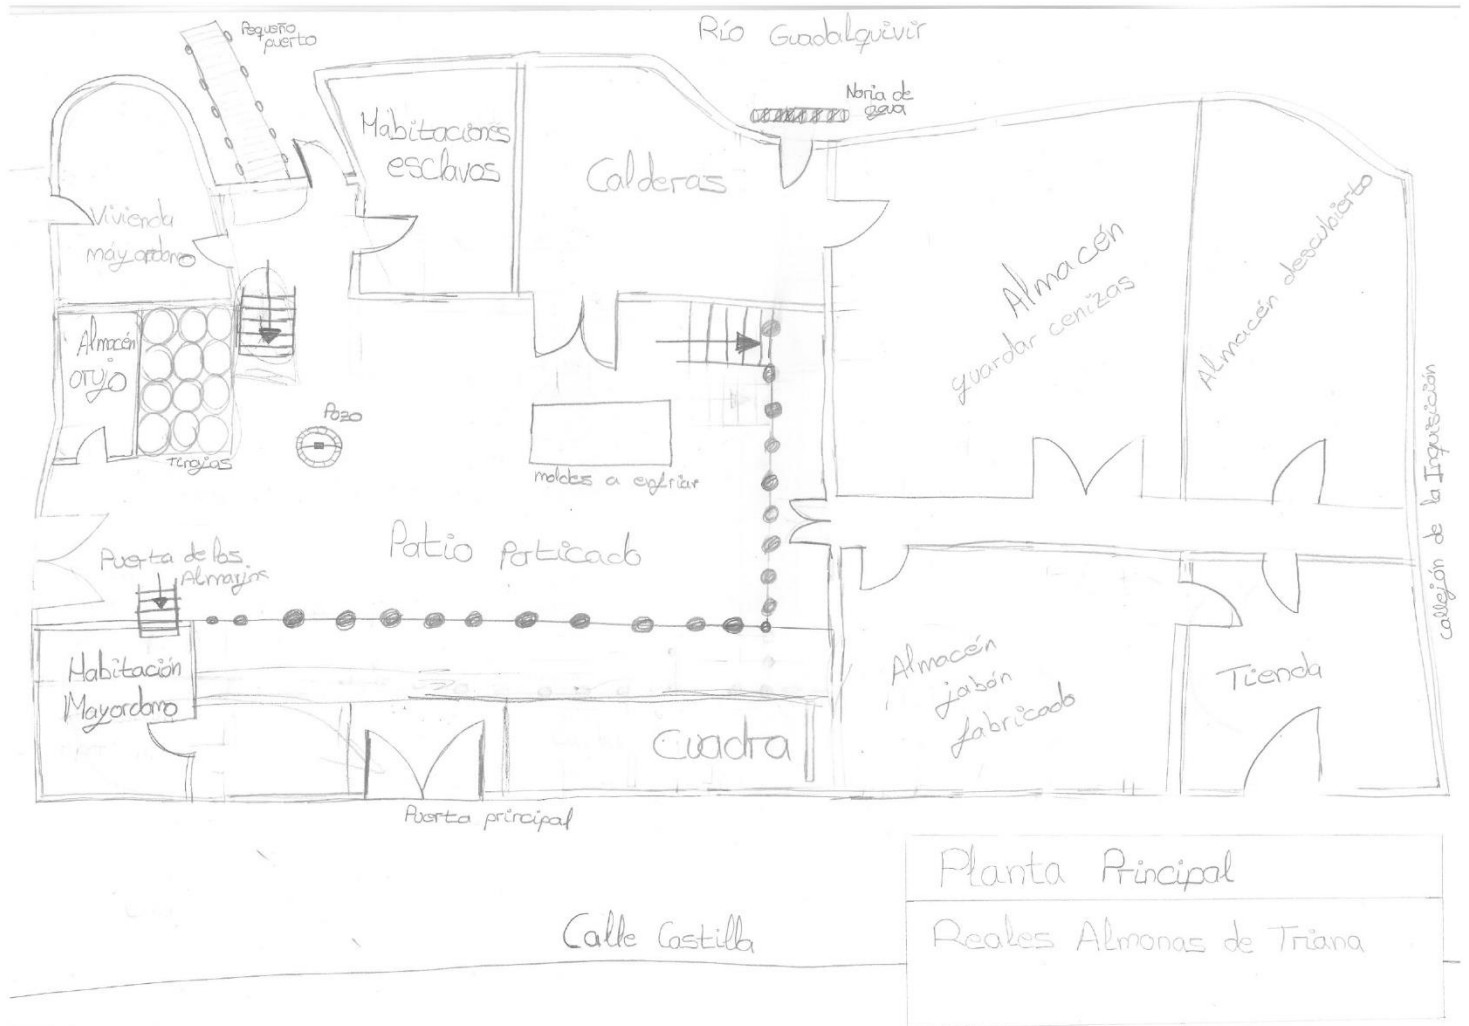 Río Guadalquivir
Pequeño
puerto
Noria de
agua
Habitaciones
esclavos
Calderas
Vivienda
mayordomo
Almacén
guardar cenizas
Almacén descubierto
Almacén
orujo
Tinajas
Pozo
moldes a enfriar
Callejón de la Inquisición
Patio Porticado
Puerta de los
Almarjos
Habitación
Mayordomo
Cuadra
Almacén
jabón
fabricado
Tienda
Puerta principal
Planta Principal
Reales Almonas de Triana
Calle Castilla